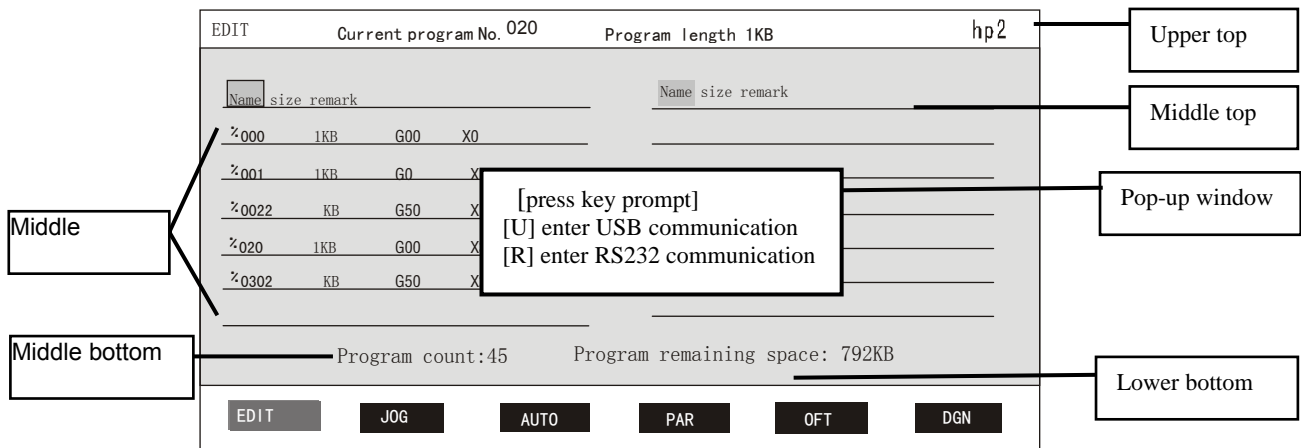 EDIT Current program No. 020 Program length 1KB hp2
Upper top
Name size remark Name size remark
Middle top
%000 1KB G00 X0
%001 1KB G0 X
%0022 KB G50 X
%020 1KB G00 X
%0302 KB G50 X
[press key prompt]
[U] enter USB communication
[R] enter RS232 communication
Pop-up window
Middle
Middle bottom
Program count:45 Program remaining space: 792KB
Lower bottom
EDIT JOG AUTO PAR OFT DGN